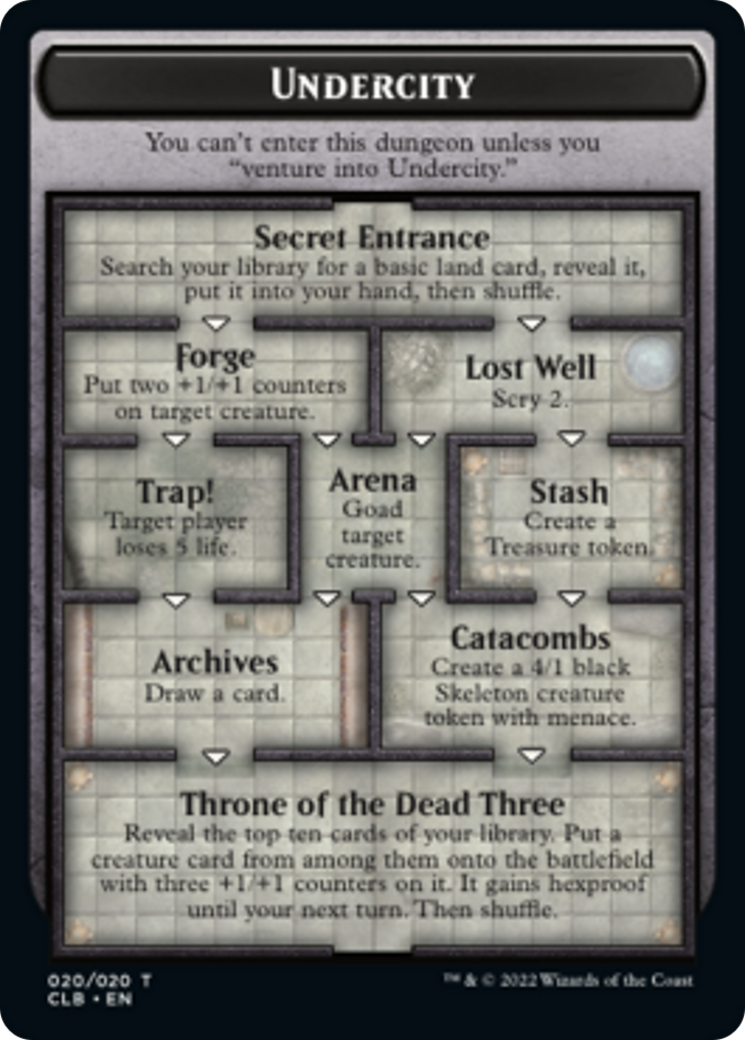 UNDERCITY
You can't enter this dungeon unless you
"venture into Undercity."
Secret Entrance
Search your library for a basic land card, reveal it,
put it into your hand, then shuffle.
Forge
Put two +1/+1 counters
on target creature.
Lost Well
Scry 2.
Trap!
Target player
loses 5 life.
Arena
Goad
target
creature.
Stash
Create a
Treasure token.
Archives
Draw a card.
Catacombs
Create a 4/1 black
Skeleton creature
token with menace.
Throne of the Dead Three
Reveal the top ten cards of your library. Put a
creature card from among them onto the battlefield
with three +1/+1 counters on it. It gains hexproof
until your next turn. Then shuffle.
020/020 T
CLB • EN
™ & © 2022 Wizards of the Coast